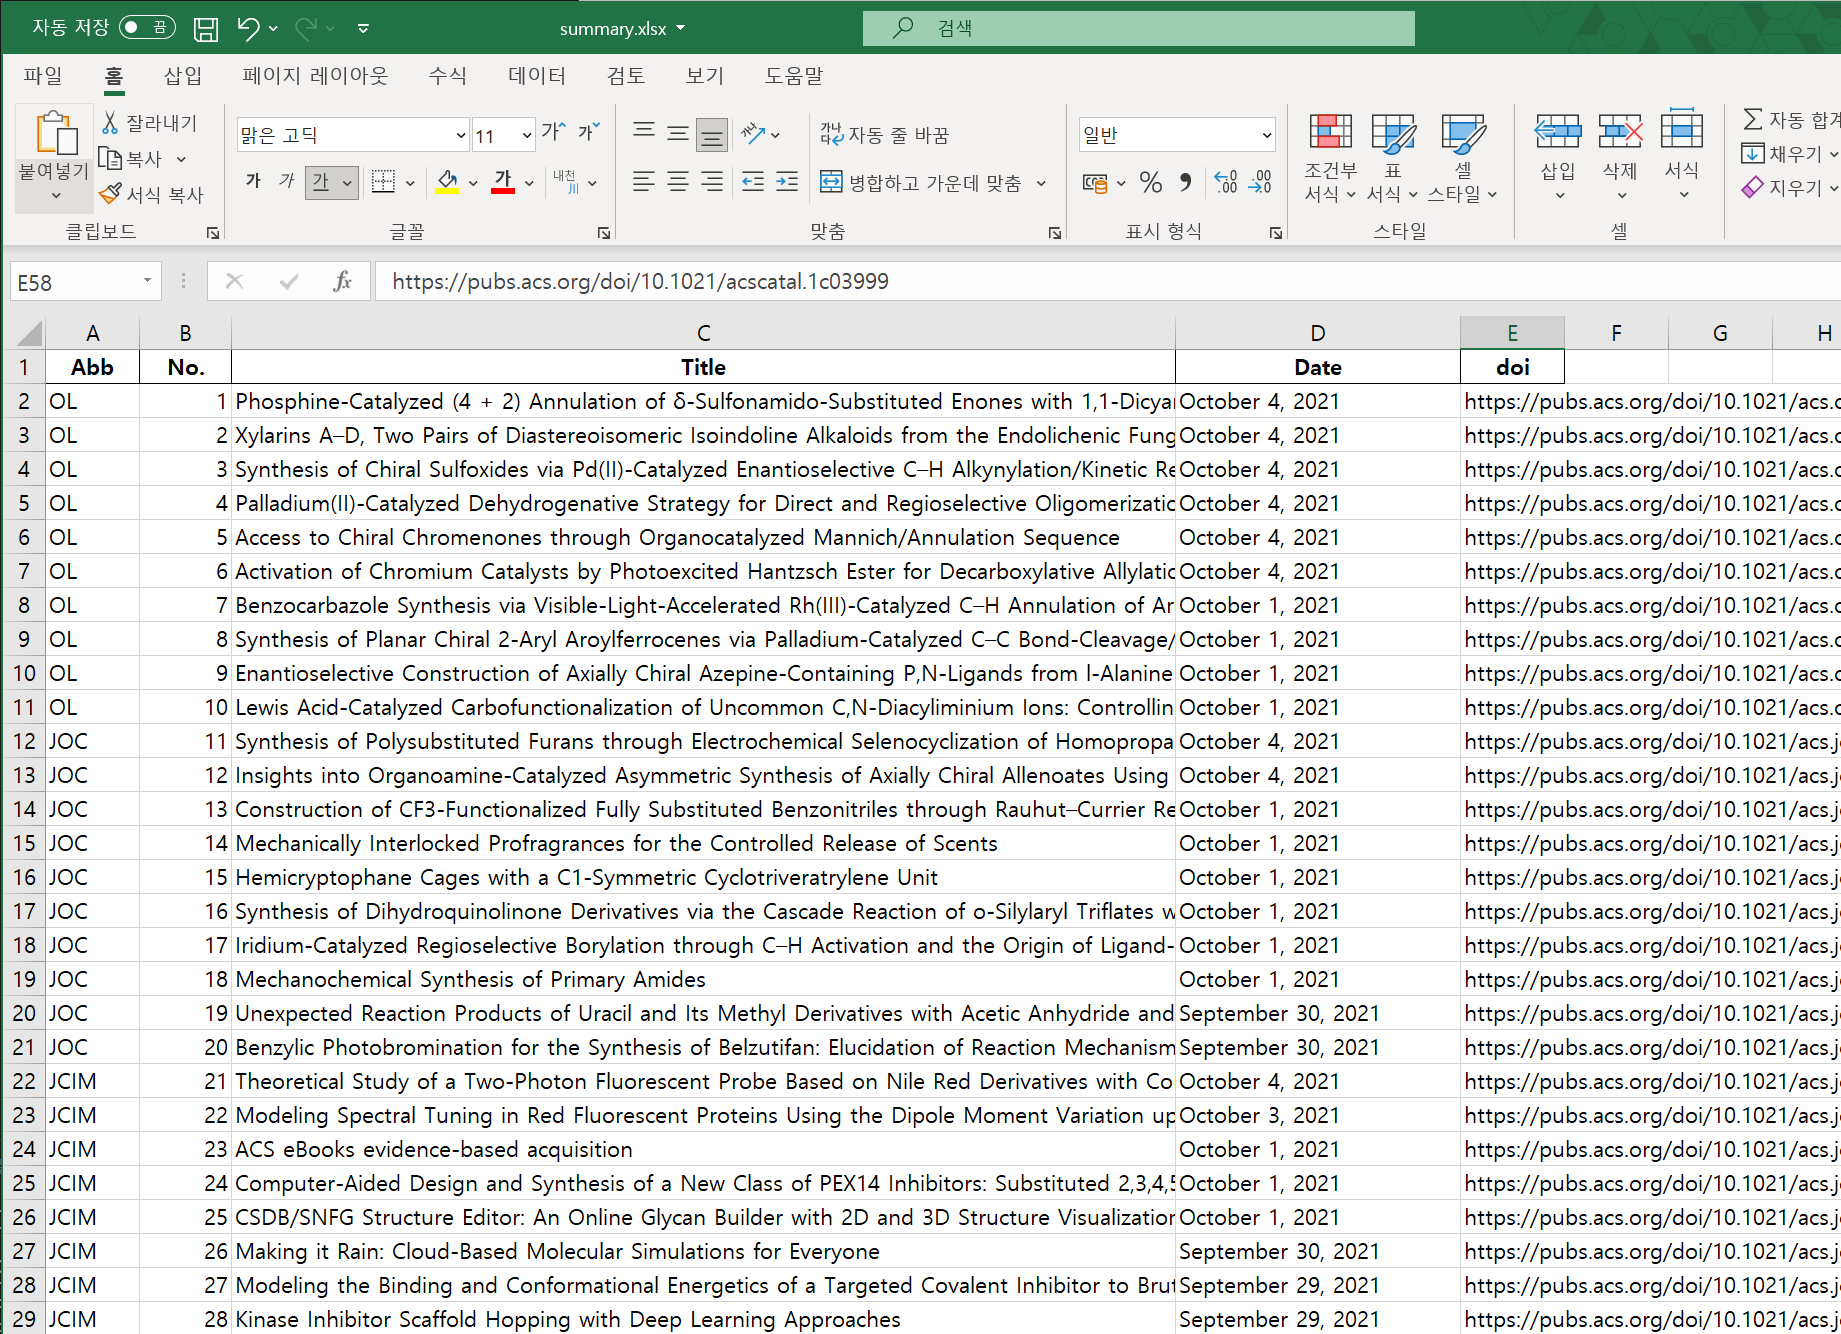 자동 저장 끔 summary.xlsx 검색
파일 홈 삽입 페이지 레이아웃 수식 데이터 검토 보기 도움말
붙여넣기 잘라내기 복사 서식 복사 클립보드
맑은 고딕 11 가 가
가 가 가 내천 가 글꼴
가나 자동 줄 바꿈
병합하고 가운데 맞춤 맞춤
일반
% 표시 형식
조건부 서식 표 서식 셀 스타일 스타일
삽입 삭제 서식 셀
자동 합계
채우기
지우기
E58 fx https://pubs.acs.org/doi/10.1021/acscatal.1c03999
A B C D E F G H
1 Abb No. Title Date doi
2 OL 1 Phosphine-Catalyzed (4 + 2) Annulation of δ-Sulfonamido-Substituted Enones with 1,1-Dicya October 4, 2021 https://pubs.acs.org/doi/10.1021/acs.
3 OL 2 Xylarins A–D, Two Pairs of Diastereoisomeric Isoindoline Alkaloids from the Endolichenic Fung October 4, 2021 https://pubs.acs.org/doi/10.1021/acs.
4 OL 3 Synthesis of Chiral Sulfoxides via Pd(II)-Catalyzed Enantioselective C–H Alkynylation/Kinetic Re October 4, 2021 https://pubs.acs.org/doi/10.1021/acs.
5 OL 4 Palladium(II)-Catalyzed Dehydrogenative Strategy for Direct and Regioselective Oligomerizatic October 4, 2021 https://pubs.acs.org/doi/10.1021/acs.
6 OL 5 Access to Chiral Chromenones through Organocatalyzed Mannich/Annulation Sequence October 4, 2021 https://pubs.acs.org/doi/10.1021/acs.
7 OL 6 Activation of Chromium Catalysts by Photoexcited Hantzsch Ester for Decarboxylative Allylatic October 4, 2021 https://pubs.acs.org/doi/10.1021/acs.
8 OL 7 Benzocarbazole Synthesis via Visible-Light-Accelerated Rh(III)-Catalyzed C–H Annulation of Ar October 1, 2021 https://pubs.acs.org/doi/10.1021/acs.
9 OL 8 Synthesis of Planar Chiral 2-Aryl Aroylferrocenes via Palladium-Catalyzed C–C Bond-Cleavage/ October 1, 2021 https://pubs.acs.org/doi/10.1021/acs.
10 OL 9 Enantioselective Construction of Axially Chiral Azepine-Containing P,N-Ligands from l-Alanine October 1, 2021 https://pubs.acs.org/doi/10.1021/acs.
11 OL 10 Lewis Acid-Catalyzed Carbofunctionalization of Uncommon C,N-Diacyliminium Ions: Controllin October 1, 2021 https://pubs.acs.org/doi/10.1021/acs.
12 JOC 11 Synthesis of Polysubstituted Furans through Electrochemical Selenocyclization of Homopropa October 4, 2021 https://pubs.acs.org/doi/10.1021/acs.j
13 JOC 12 Insights into Organoamine-Catalyzed Asymmetric Synthesis of Axially Chiral Allenoates Using October 4, 2021 https://pubs.acs.org/doi/10.1021/acs.j
14 JOC 13 Construction of CF3-Functionalized Fully Substituted Benzonitriles through Rauhut–Currier Re October 1, 2021 https://pubs.acs.org/doi/10.1021/acs.j
15 JOC 14 Mechanically Interlocked Profragrances for the Controlled Release of Scents October 1, 2021 https://pubs.acs.org/doi/10.1021/acs.j
16 JOC 15 Hemicryptophane Cages with a C1-Symmetric Cyclotriveratrylene Unit October 1, 2021 https://pubs.acs.org/doi/10.1021/acs.j
17 JOC 16 Synthesis of Dihydroquinolinone Derivatives via the Cascade Reaction of o-Silylaryl Triflates w October 1, 2021 https://pubs.acs.org/doi/10.1021/acs.j
18 JOC 17 Iridium-Catalyzed Regioselective Borylation through C–H Activation and the Origin of Ligand- October 1, 2021 https://pubs.acs.org/doi/10.1021/acs.j
19 JOC 18 Mechanochemical Synthesis of Primary Amides October 1, 2021 https://pubs.acs.org/doi/10.1021/acs.j
20 JOC 19 Unexpected Reaction Products of Uracil and Its Methyl Derivatives with Acetic Anhydride and September 30, 2021 https://pubs.acs.org/doi/10.1021/acs.j
21 JOC 20 Benzylic Photobromination for the Synthesis of Belzutifan: Elucidation of Reaction Mechanism September 30, 2021 https://pubs.acs.org/doi/10.1021/acs.j
22 JCIM 21 Theoretical Study of a Two-Photon Fluorescent Probe Based on Nile Red Derivatives with Co October 4, 2021 https://pubs.acs.org/doi/10.1021/acs.j
23 JCIM 22 Modeling Spectral Tuning in Red Fluorescent Proteins Using the Dipole Moment Variation up October 3, 2021 https://pubs.acs.org/doi/10.1021/acs.j
24 JCIM 23 ACS eBooks evidence-based acquisition October 1, 2021 https://pubs.acs.org/doi/10.1021/acs.j
25 JCIM 24 Computer-Aided Design and Synthesis of a New Class of PEX14 Inhibitors: Substituted 2,3,4,5 October 1, 2021 https://pubs.acs.org/doi/10.1021/acs.j
26 JCIM 25 CSDB/SNFG Structure Editor: An Online Glycan Builder with 2D and 3D Structure Visualization October 1, 2021 https://pubs.acs.org/doi/10.1021/acs.j
27 JCIM 26 Making it Rain: Cloud-Based Molecular Simulations for Everyone September 30, 2021 https://pubs.acs.org/doi/10.1021/acs.j
28 JCIM 27 Modeling the Binding and Conformational Energetics of a Targeted Covalent Inhibitor to Brut September 29, 2021 https://pubs.acs.org/doi/10.1021/acs.j
29 JCIM 28 Kinase Inhibitor Scaffold Hopping with Deep Learning Approaches September 29, 2021 https://pubs.acs.org/doi/10.1021/acs.j